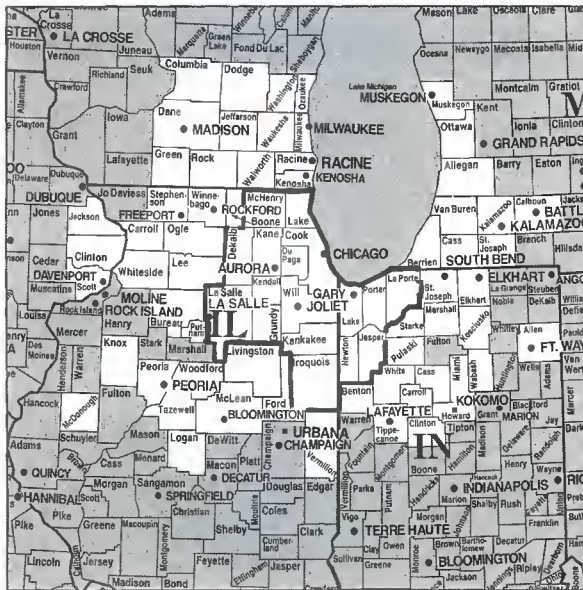 La Crosse
LA CROSSE
Adams
Marquette
Green Lake
Fond Du Lac
Sheboygan
Mason Lake Osceola Clare
Houston
Vernon
Juneau
Oceana Newaygo Mecosta Isabella
Crawford
Richland
Sauk
Columbia
Dodge
Washington
Ozaukee
Lake Michigan
MUSKEGON
Muskegon
Montcalm Gratiot
Kent
Allamakee
Clayton
Grant
Iowa
Dane
Jefferson
Waukesha
Milwaukee
MADISON
MILWAUKEE
Ottawa
Ionia Clinton
GRAND RAPIDS
Lafayette
Green
Rock
Walworth
Racine
RACINE
Kenosha
KENOSHA
Allegan
Barry
Eaton
Delaware
Dubuque
DUBUQUE
Jo Daviess
Stephenson
Winnebago
McHenry
Boone
Lake
FREEPORT
ROCKFORD
Van Buren
Kalamazoo
Calhoun
KALAMAZOO
Jones
Jackson
Carroll
Ogle
Dekalb
Kane
Cook
Cass
St. Joseph
Branch
Hillsdale
Cedar
Clinton
Whiteside
Lee
AURORA
Du Page
CHICAGO
Berrien
SOUTH BEND
DAVENPORT
Scott
Muscatine
Kendall
La Porte
St. Joseph
ELKHART
La Grange Steuben
MOLINE
ROCK ISLAND
Rock Island
Henry
Bureau
La Salle
LA SALLE
IL
Grundy
Will
GARY
JOLIET
Porter
Lake
Elkhart
Noble DeKalb
Marshall
Kosciusko
Louisa
Mercer
Putnam
Stark
Marshall
Kankakee
Newton
Jasper
Starke
Pulaski
Fulton
Whitley
Allen
FT. WAY
Des Moines
Henderson
Warren
Knox
Peoria
Woodford
Livingston
Iroquois
White
Cass
Miami
Wabash
Huntington
Wells
Adams
PEORIA
McLean
Ford
Benton
Carroll
KOKOMO
Howard
Grant
Blackford
MARION
Jay
Hancock
McDonough
Fulton
Tazewell
BLOOMINGTON
Warren
LAFAYETTE
Tippecanoe
Clinton
IN
Tipton
Delaware
Randolph
Adams
Schuyler
Brown
Cass
Mason
Menard
Logan
DeWitt
Macon
Piatt
Champaign
URBANA
CHAMPAIGN
Vermillion
Fountain
Montgomery
Boone
Hamilton
Madison
Henry
Wayne
QUINCY
Morgan
Sangamon
SPRINGFIELD
DECATUR
Douglas Edgar
Vermillion
Parke
Putnam
Hendricks
Marion
Hancock
INDIANAPOLIS
HANNIBAL
Scott
Pike
Pike
Greene
Macoupin
Christian
Shelby
Moultrie
Coles
Clark
Vigo
TERRE HAUTE
Morgan
Johnson
Shelby Rush
Franklin
Lincoln
Calhoun
Jersey
Montgomery
Fayette
Cumberland
Effingham
Jasper
Clay
Owen
Sullivan
Greene
Monroe
Brown
Bartholomew
Decatur
BLOOMINGTON
Jackson
Jennings
Ripley
Madison
Bond